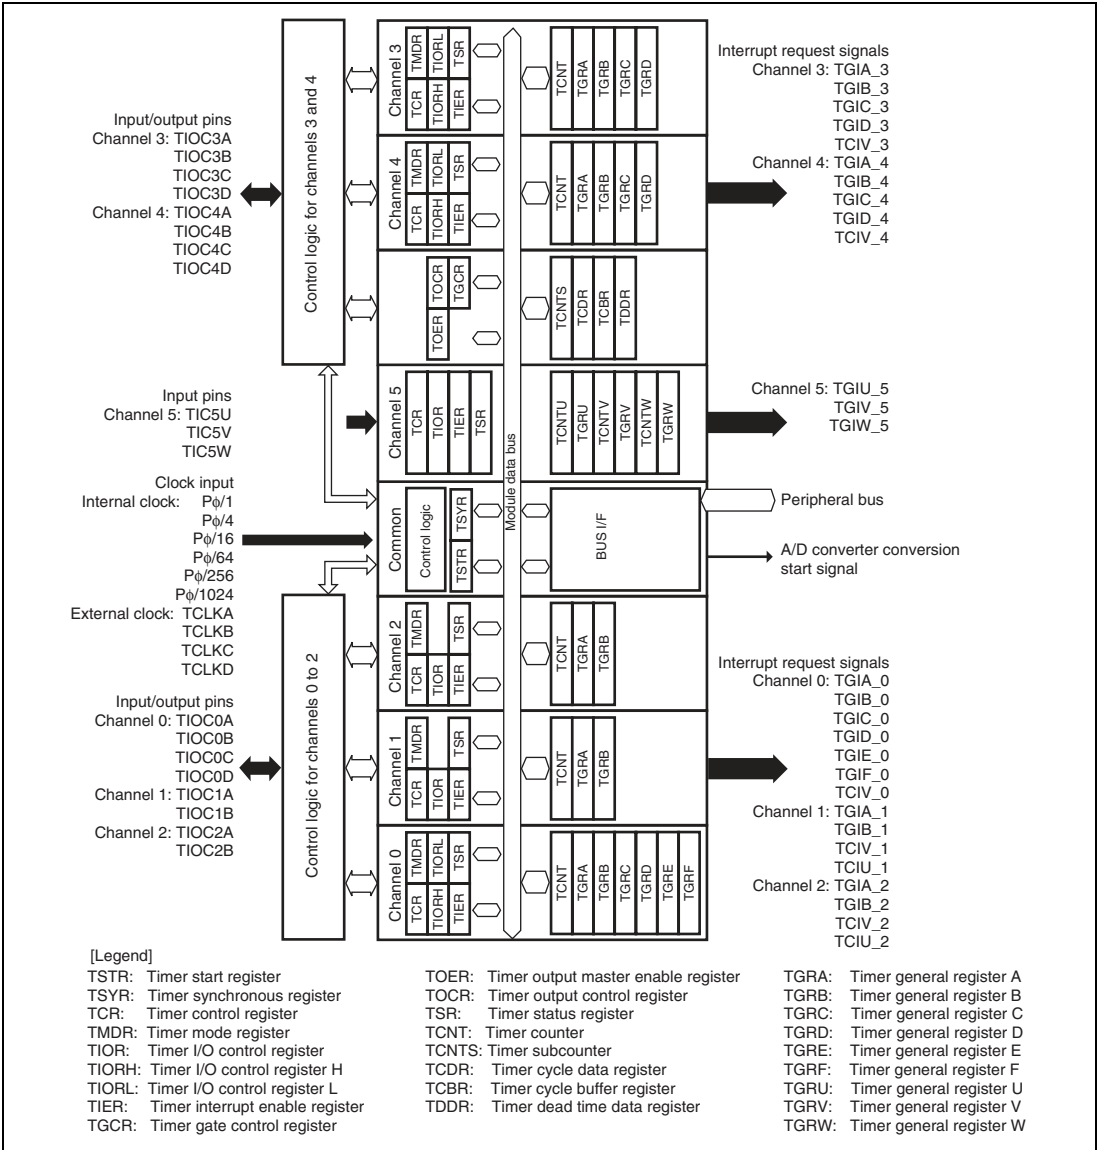 Input/output pins
Channel 3: TIOC3A
TIOC3B
TIOC3C
TIOC3D
Channel 4: TIOC4A
TIOC4B
TIOC4C
TIOC4D
Input pins
Channel 5: TIC5U
TIC5V
TIC5W
Clock input
Internal clock: Pϕ/1
Pϕ/4
Pϕ/16
Pϕ/64
Pϕ/256
Pϕ/1024
External clock: TCLKA
TCLKB
TCLKC
TCLKD
Input/output pins
Channel 0: TIOC0A
TIOC0B
TIOC0C
TIOC0D
Channel 1: TIOC1A
TIOC1B
Channel 2: TIOC2A
TIOC2B
Control logic for channels 3 and 4
Control logic for channels 0 to 2
Channel 3
TCR
TMDR
TIORH
TIORL
TIER
TSR
TCNT
TGRA
TGRB
TGRC
TGRD
Channel 4
TCR
TMDR
TIORH
TIORL
TIER
TSR
TCNT
TGRA
TGRB
TGRC
TGRD
TOER
TOCR
TGCR
TCNTS
TCDR
TCBR
TDDR
Channel 5
TCR
TIOR
TIER
TSR
TCNTU
TGRU
TCNTV
TGRV
TCNTW
TGRW
Module data bus
Common
Control logic
TSTR
TSYR
BUS I/F
Channel 2
TCR
TMDR
TIOR
TIER
TSR
TCNT
TGRA
TGRB
Channel 1
TCR
TMDR
TIOR
TIER
TSR
TCNT
TGRA
TGRB
Channel 0
TCR
TMDR
TIORH
TIORL
TIER
TSR
TCNT
TGRA
TGRB
TGRC
TGRD
TGRE
TGRF
Interrupt request signals
Channel 3: TGIA_3
TGIB_3
TGIC_3
TGID_3
TCIV_3
Channel 4: TGIA_4
TGIB_4
TGIC_4
TGID_4
TCIV_4
Channel 5: TGIU_5
TGIV_5
TGIW_5
Peripheral bus
A/D converter conversion
start signal
Interrupt request signals
Channel 0: TGIA_0
TGIB_0
TGIC_0
TGID_0
TGIE_0
TGIF_0
TCIV_0
Channel 1: TGIA_1
TGIB_1
TCIV_1
TCIU_1
Channel 2: TGIA_2
TGIB_2
TCIV_2
TCIU_2
[Legend]
TSTR: Timer start register
TSYR: Timer synchronous register
TCR: Timer control register
TMDR: Timer mode register
TIOR: Timer I/O control register
TIORH: Timer I/O control register H
TIORL: Timer I/O control register L
TIER: Timer interrupt enable register
TGCR: Timer gate control register
TOER: Timer output master enable register
TOCR: Timer output control register
TSR: Timer status register
TCNT: Timer counter
TCNTS: Timer subcounter
TCDR: Timer cycle data register
TCBR: Timer cycle buffer register
TDDR: Timer dead time data register
TGRA: Timer general register A
TGRB: Timer general register B
TGRC: Timer general register C
TGRD: Timer general register D
TGRE: Timer general register E
TGRF: Timer general register F
TGRU: Timer general register U
TGRV: Timer general register V
TGRW: Timer general register W